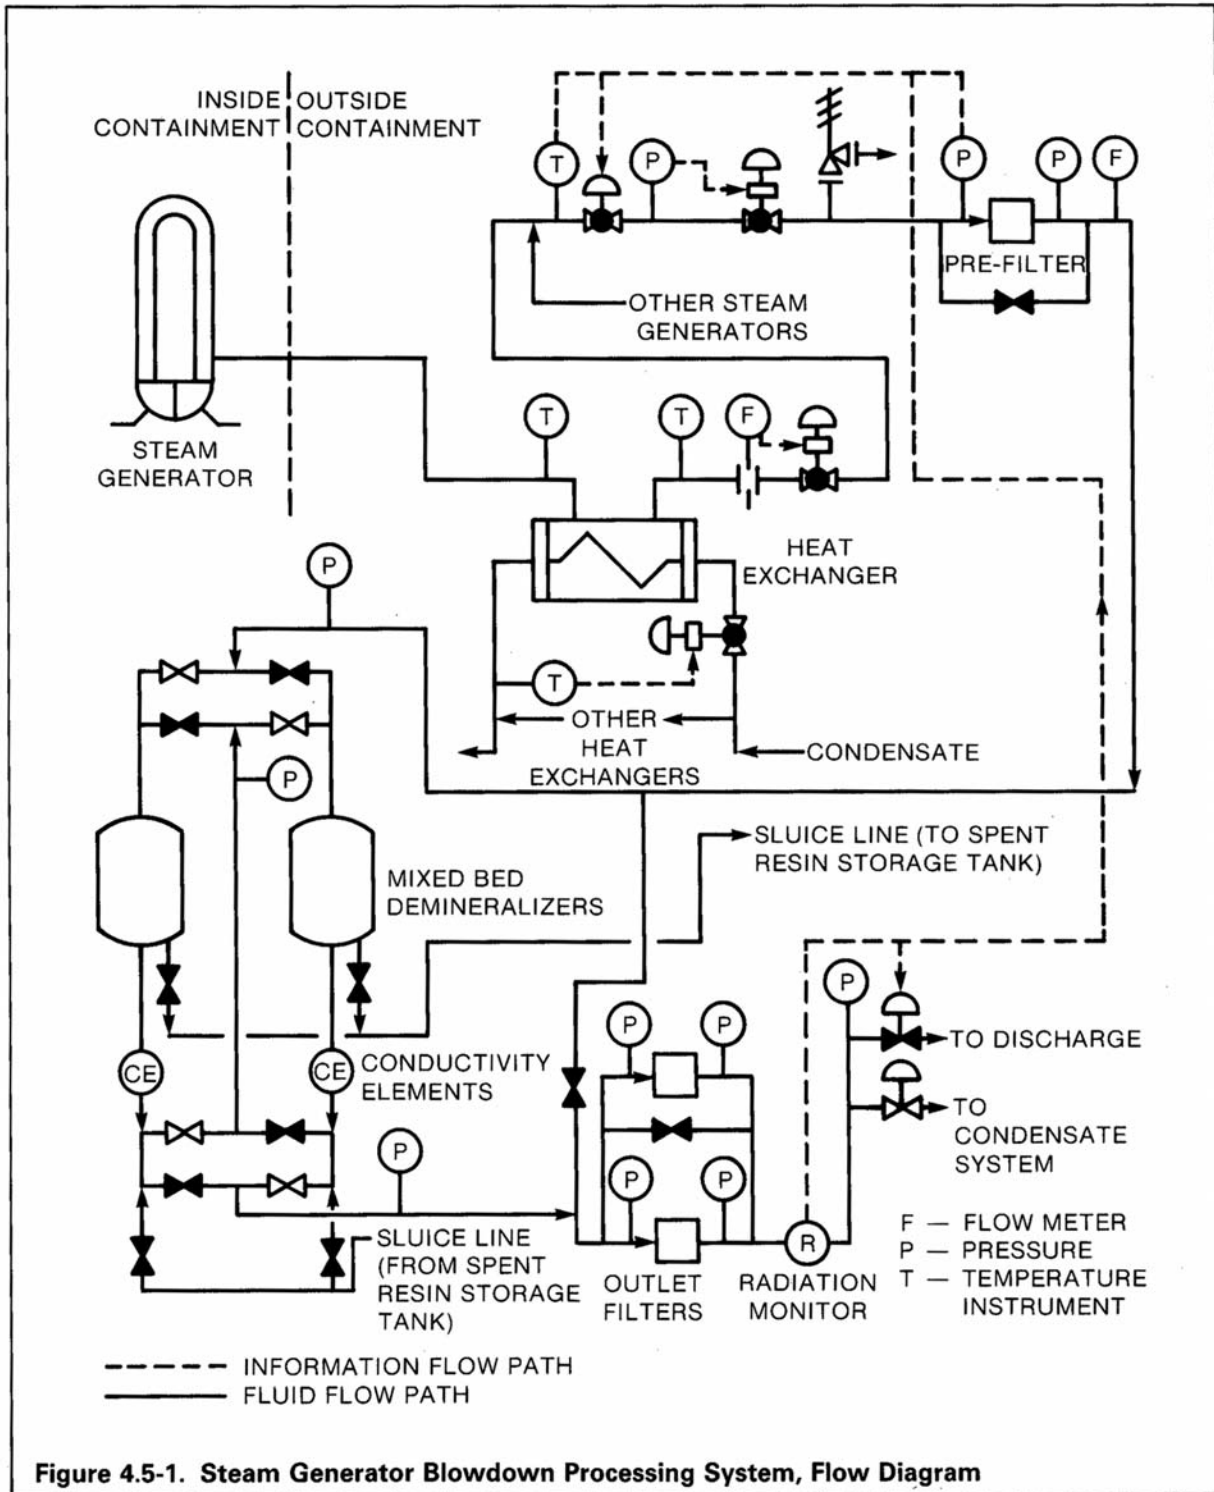 INSIDE
CONTAINMENT
OUTSIDE
CONTAINMENT
T
P
P
P
F
PRE-FILTER
OTHER STEAM
GENERATORS
STEAM
GENERATOR
T
T
F
HEAT
EXCHANGER
P
T
OTHER
HEAT
EXCHANGERS
CONDENSATE
P
SLUICE LINE (TO SPENT
RESIN STORAGE TANK)
MIXED BED
DEMINERALIZERS
P
P
P
TO DISCHARGE
CE
CE
CONDUCTIVITY
ELEMENTS
TO
CONDENSATE
SYSTEM
P
P
P
SLUICE LINE
(FROM SPENT
RESIN STORAGE
TANK)
OUTLET
FILTERS
R
RADIATION
MONITOR
F — FLOW METER
P — PRESSURE
T — TEMPERATURE
INSTRUMENT
INFORMATION FLOW PATH
FLUID FLOW PATH
Figure 4.5-1. Steam Generator Blowdown Processing System, Flow Diagram